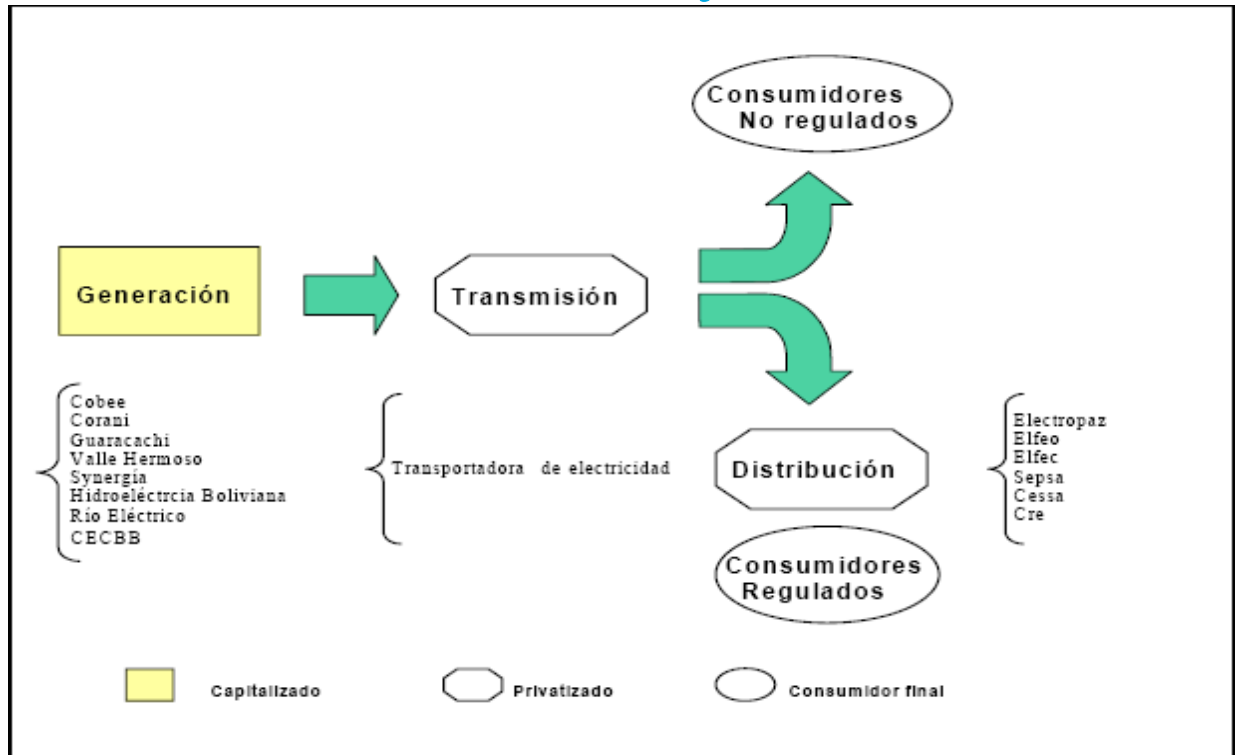 Consumidores
No regulados
Generación
Transmisión
Cobee
Corani
Guaracachi
Valle Hermoso
Synergía
Hidroeléctrcia Boliviana
Río Eléctrico
CECBB
Transportadora de electricidad
Distribución
Electropaz
Elfeo
Elfec
Sepsa
Cessa
Cre
Consumidores
Regulados
Capitalizado
Privatizado
Consumidor final